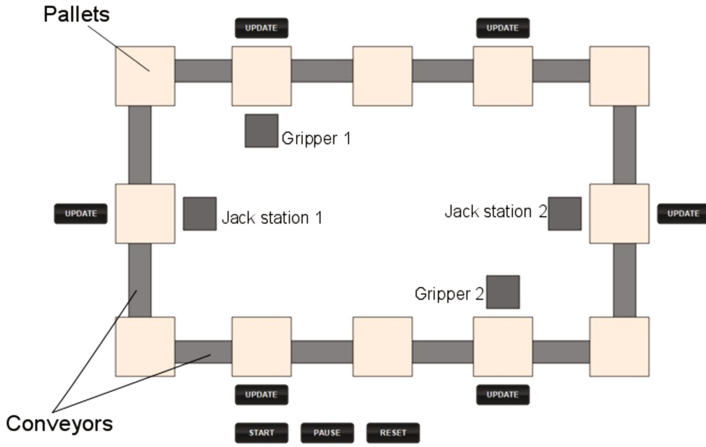 Pallets
UPDATE
UPDATE
Gripper 1
UPDATE
Jack station 1
Jack station 2
UPDATE
Gripper 2
UPDATE
UPDATE
Conveyors
START
PAUSE
RESET